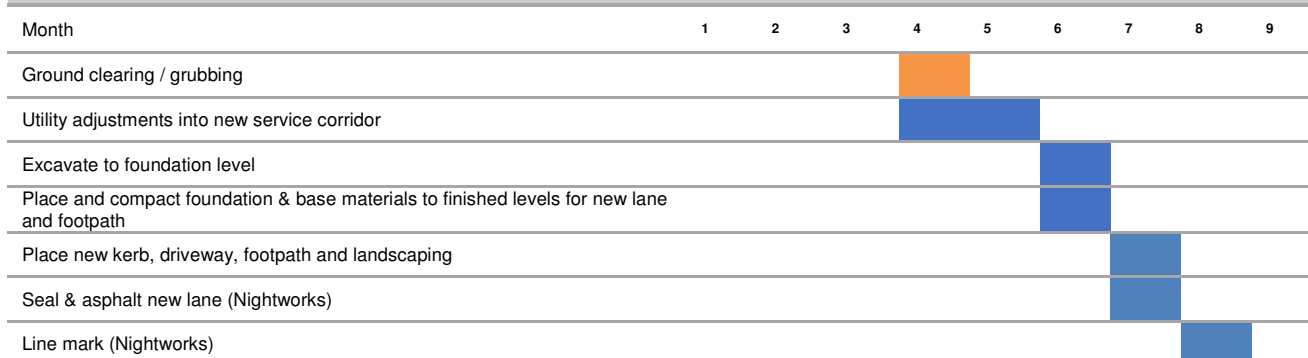 Month 1 2 3 4 5 6 7 8 9
Ground clearing / grubbing
Utility adjustments into new service corridor
Excavate to foundation level
Place and compact foundation & base materials to finished levels for new lane
and footpath
Place new kerb, driveway, footpath and landscaping
Seal & asphalt new lane (Nightworks)
Line mark (Nightworks)